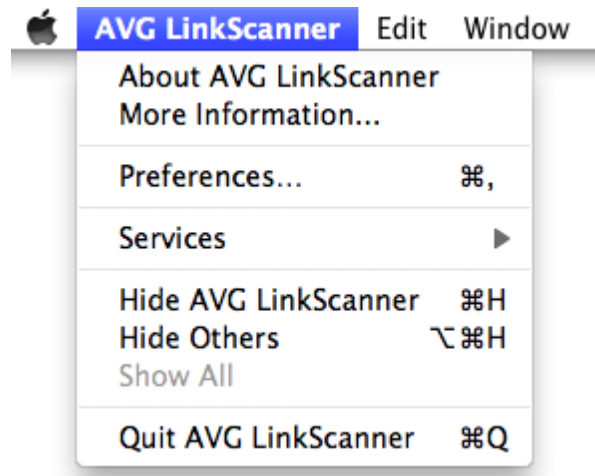 AVG LinkScanner Edit Window
About AVG LinkScanner
More Information...
Preferences... ⌘,
Services
Hide AVG LinkScanner ⌘H
Hide Others ⌥⌘H
Show All
Quit AVG LinkScanner ⌘Q